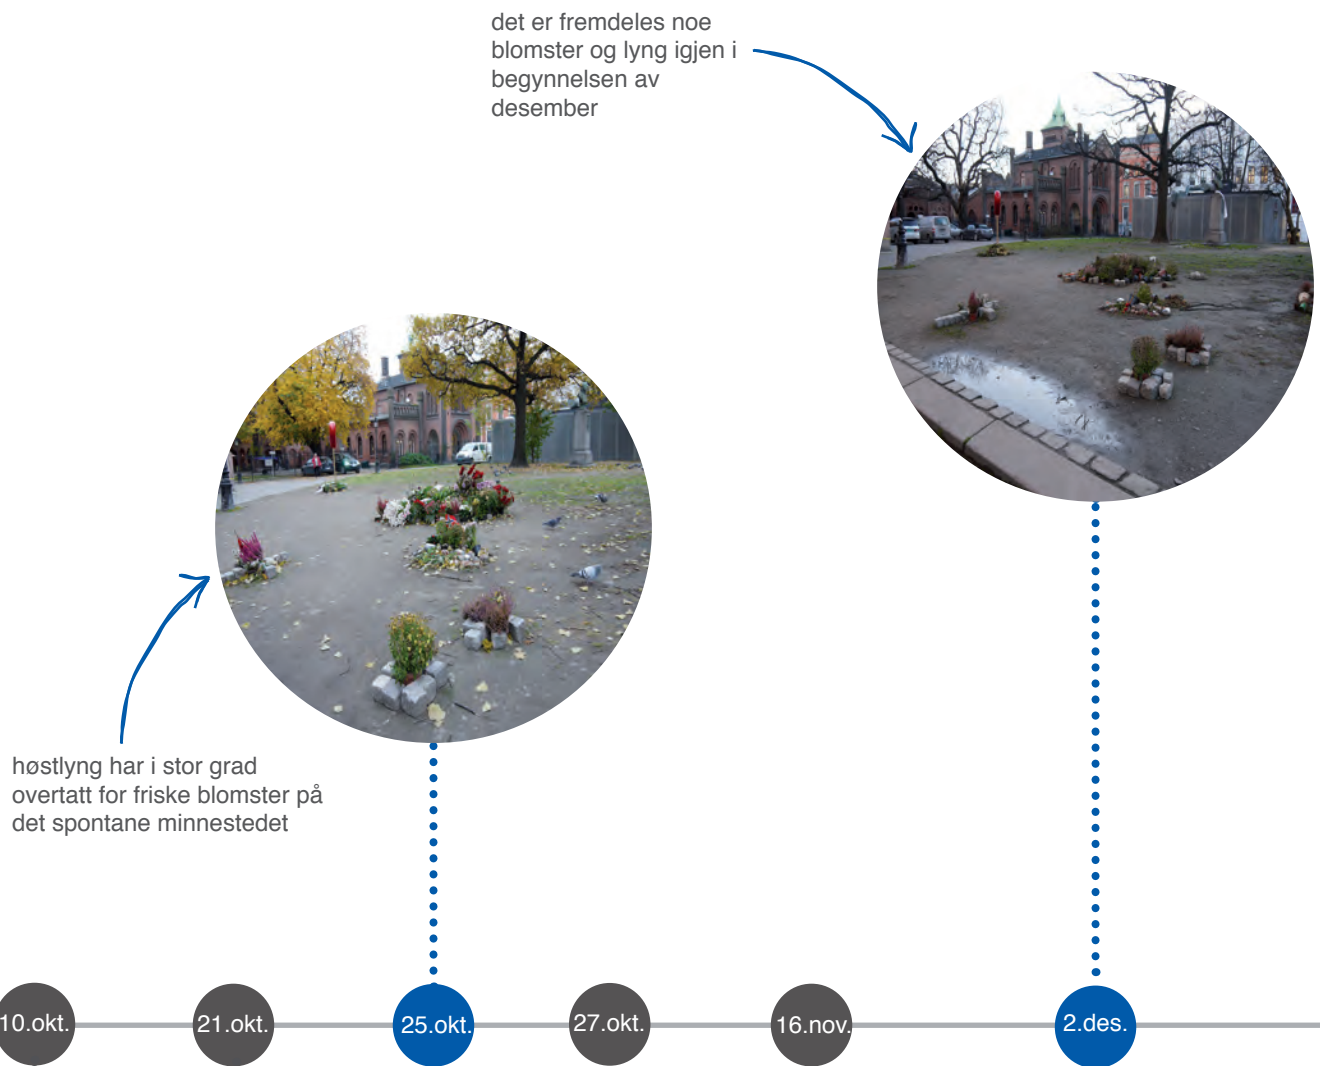 det er fremdeles noe
blomster og lyng igjen i
begynnelsen av
desember
høstlyng har i stor grad
overtatt for friske blomster på
det spontane minnestedet
10.okt.
21.okt.
25.okt.
27.okt.
16.nov.
2.des.